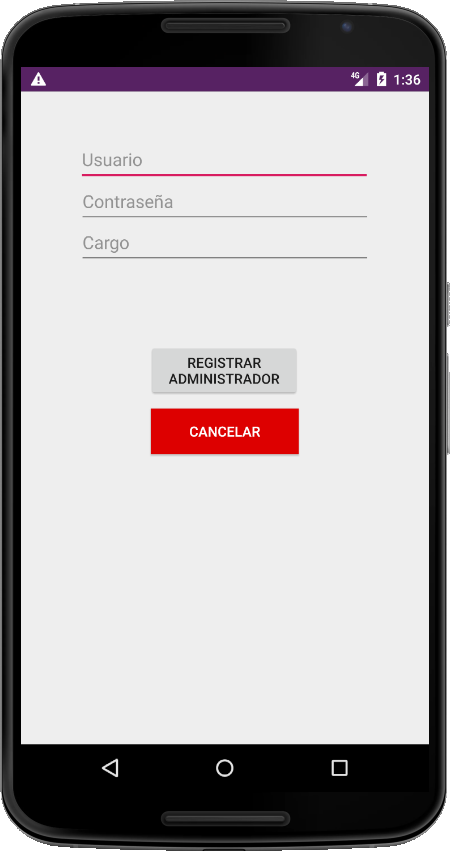 4G 1:36
Usuario
Contraseña
Cargo
REGISTRAR
ADMINISTRADOR
CANCELAR